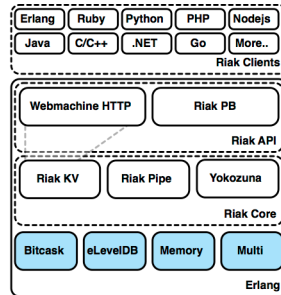 Erlang Ruby Python PHP Nodejs
Java C/C++ .NET Go More..
Riak Clients
Webmachine HTTP Riak PB
Riak API
Riak KV Riak Pipe Yokozuna
Riak Core
Bitcask eLevelDB Memory Multi
Erlang